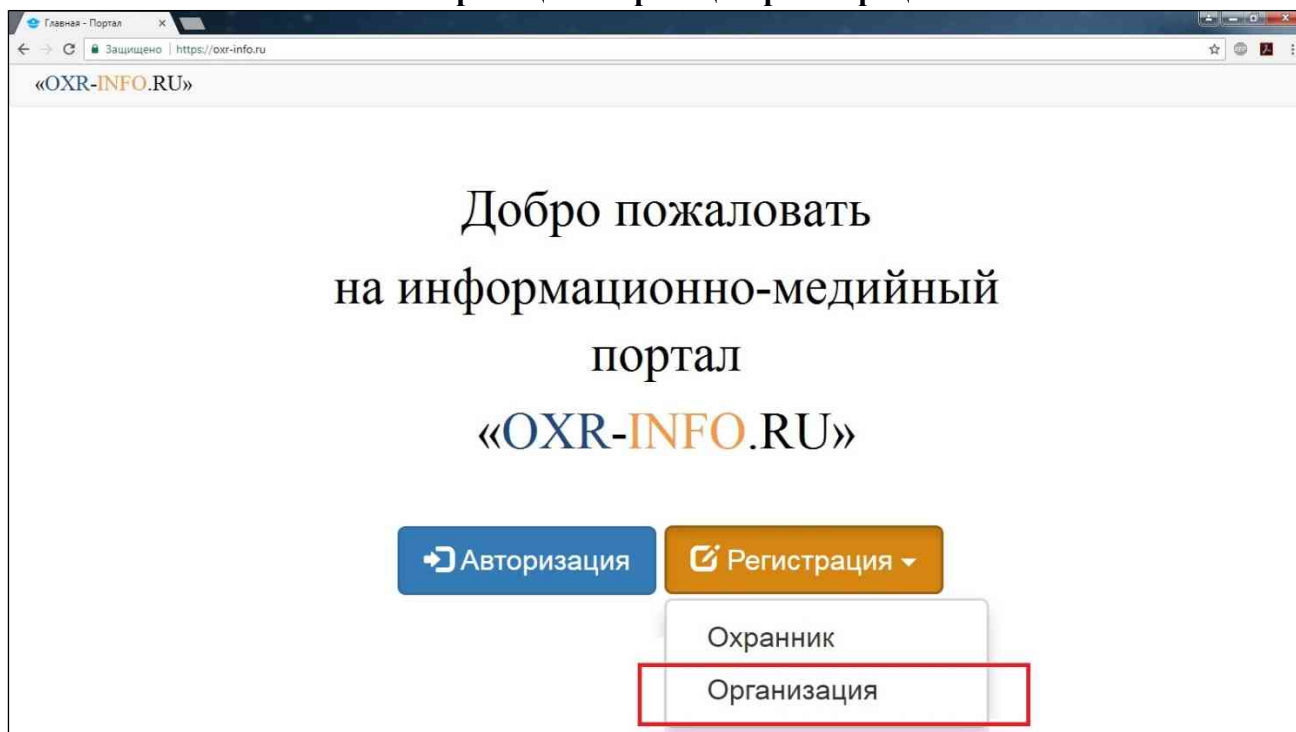 Главная - Портал
Защищено | https://oxr-info.ru
«OXR-INFO.RU»
Добро пожаловать
на информационно-медийный
портал
«OXR-INFO.RU»
Авторизация
Регистрация
Охранник
Организация